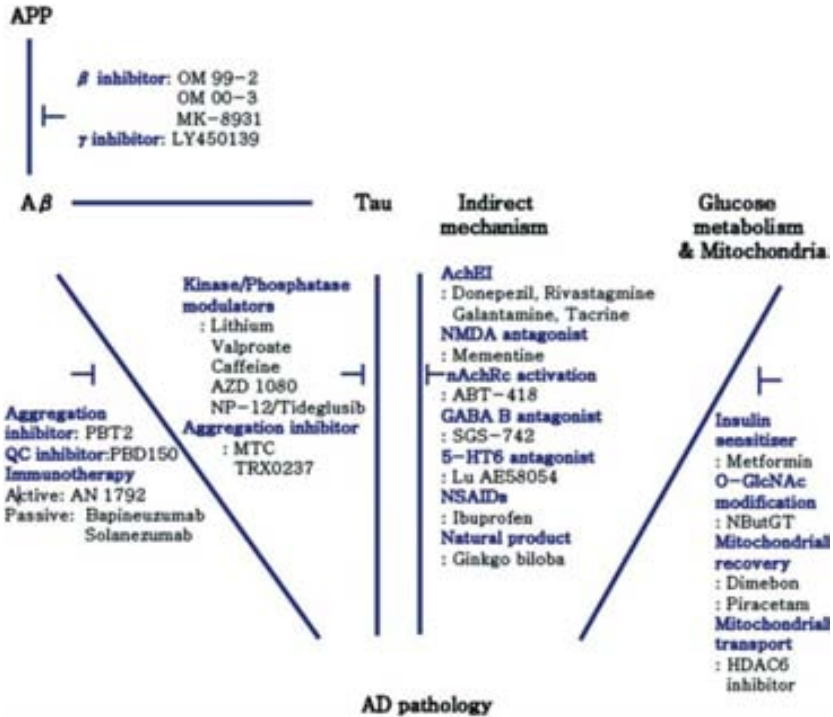 APP
β inhibitor: OM 99-2
OM 00-3
MK-8931
γ inhibitor: LY450139
Aβ
Tau
Indirect
mechanism
Glucose
metabolism
& Mitochondria
Aggregation
inhibitor: PBT2
QC inhibitor:PBD150
Immunotherapy
Active: AN 1792
Passive: Bapineuzumab
Solanezumab
Kinase/Phosphatase
modulators
: Lithium
Valproate
Caffeine
AZD 1080
NP-12/Tideglusib
Aggregation inhibitor
: MTC
TRX0237
AchEI
: Donepezil, Rivastagmine
Galantamine, Tacrine
NMDA antagonist
: Mementine
nAchRc activation
: ABT-418
GABA B antagonist
: SGS-742
5-HT6 antagonist
: Lu AE58054
NSAIDs
: Ibuprofen
Natural product
: Ginkgo biloba
Insulin
sensitizer
: Metformin
O-GlcNAc
modification
: NButGT
Mitochondrial
recovery
: Dimebon
: Piracetam
Mitochondrial
transport
: HDAC6
inhibitor
AD pathology